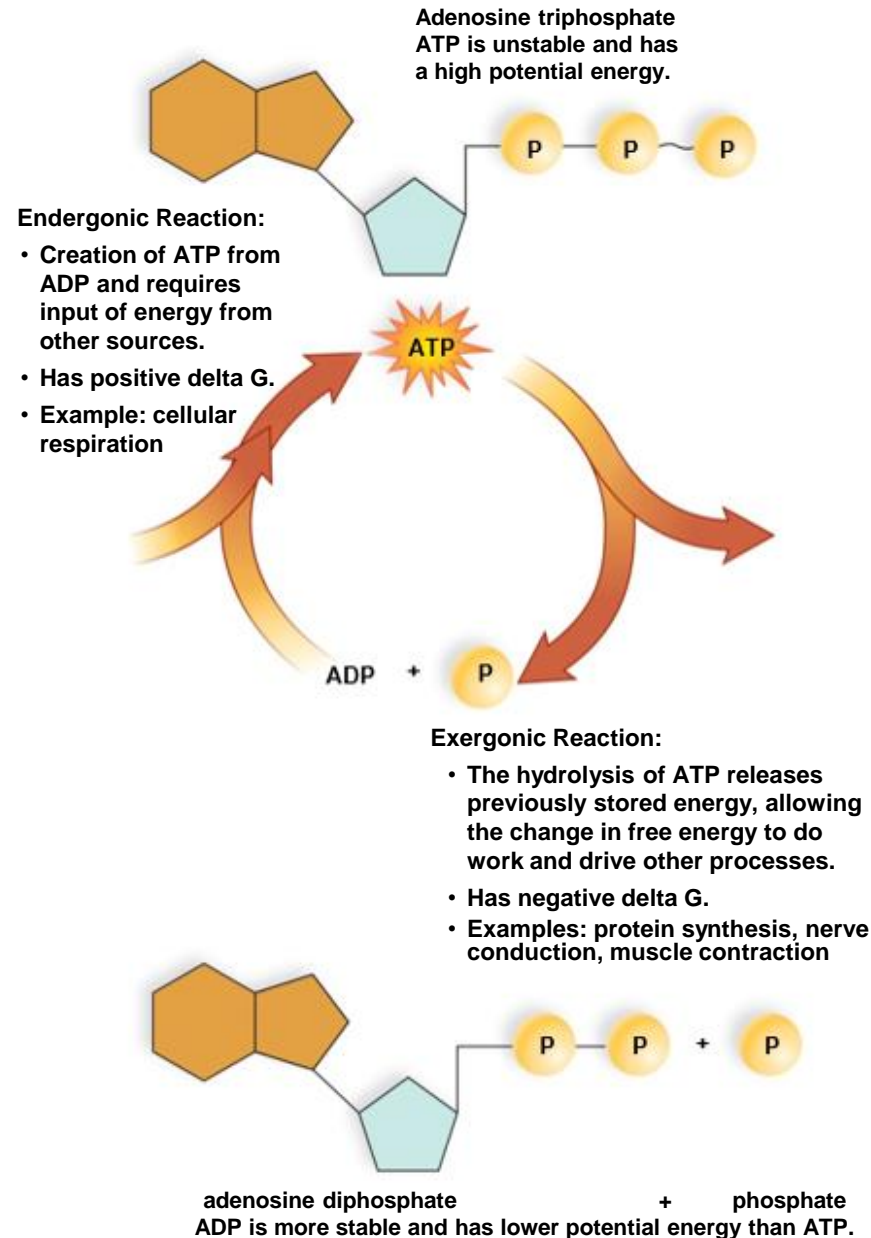 Adenosine triphosphate
ATP is unstable and has
a high potential energy.
P P P
Endergonic Reaction:
• Creation of ATP from
ADP and requires
input of energy from
other sources.
• Has positive delta G.
• Example: cellular
respiration
ATP
ADP + P
Exergonic Reaction:
• The hydrolysis of ATP releases
previously stored energy, allowing
the change in free energy to do
work and drive other processes.
• Has negative delta G.
• Examples: protein synthesis, nerve
conduction, muscle contraction
P P + P
adenosine diphosphate + phosphate
ADP is more stable and has lower potential energy than ATP.